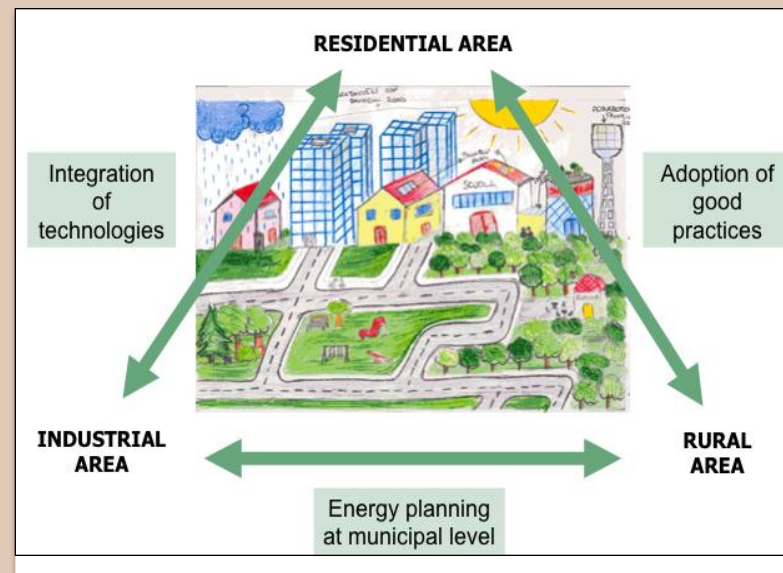 RESIDENTIAL AREA
Integration
of
technologies
Adoption of
good
practices
SCUOLA
INDUSTRIAL
AREA
RURAL
AREA
Energy planning
at municipal level